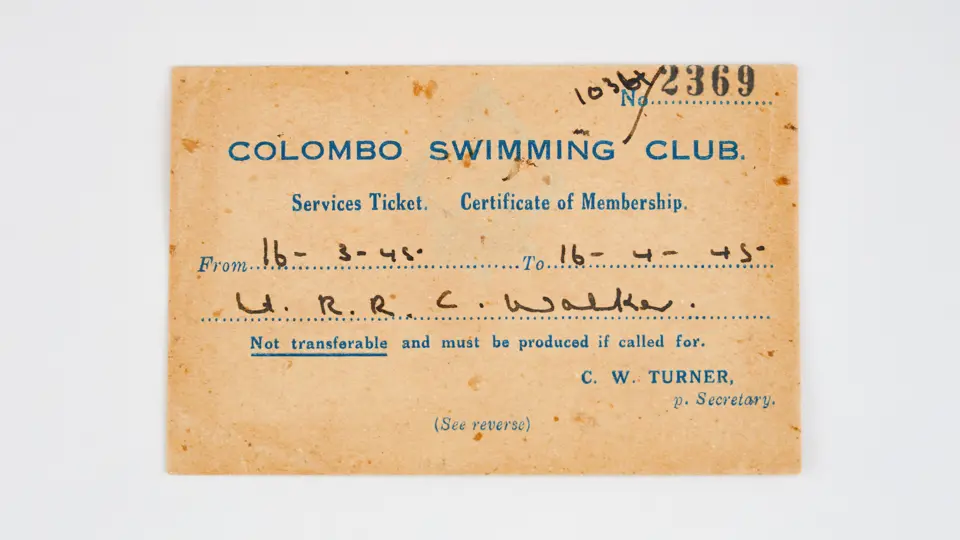 No 2369
COLOMBO SWIMMING CLUB.
Services Ticket. Certificate of Membership.
From 16 - 3 - 45 To 16 - 4 - 45
R. R. C. Walker.
Not transferable and must be produced if called for.
C. W. TURNER,
p. Secretary.
(See reverse)